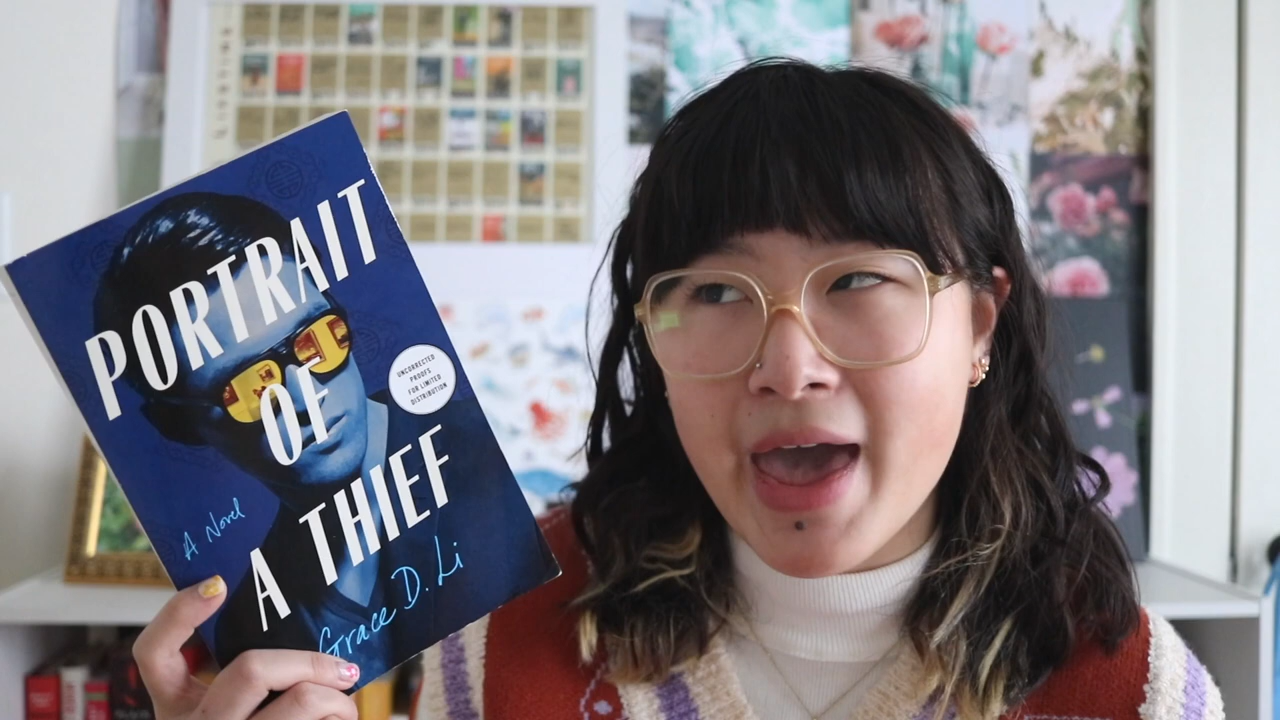 PORTRAIT
OF
A THIEF
A Novel
Grace D. Li
UNCORRECTED
PROOFS
FOR LIMITED
DISTRIBUTION